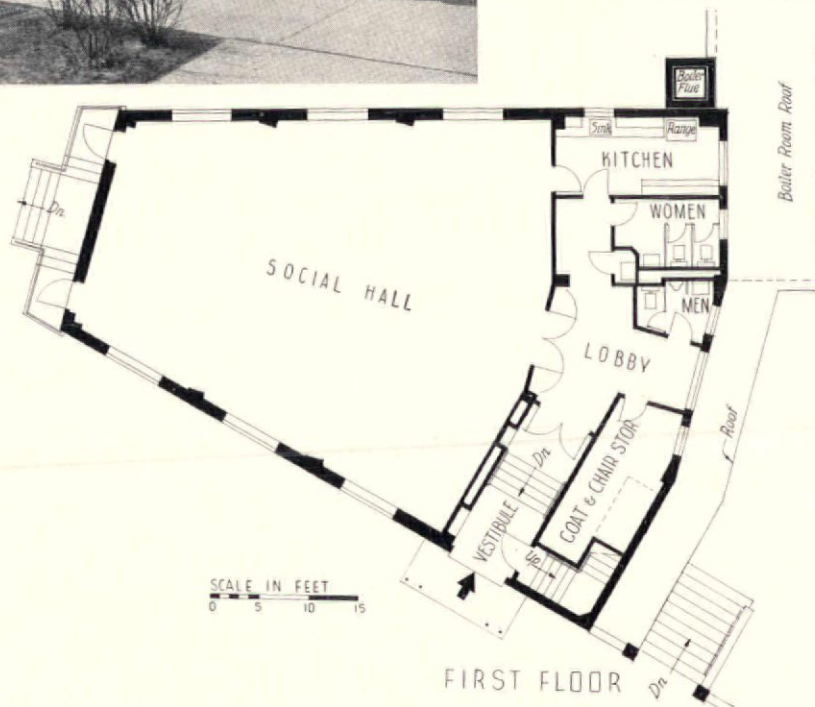 Boiler
Flue
Boiler Room Roof
Sink
Range
KITCHEN
WOMEN
Dn
SOCIAL HALL
MEN
LOBBY
Roof
Dn
COAT & CHAIR STOR
VESTIBULE
Up
SCALE IN FEET
0 5 10 15
FIRST FLOOR
Dn